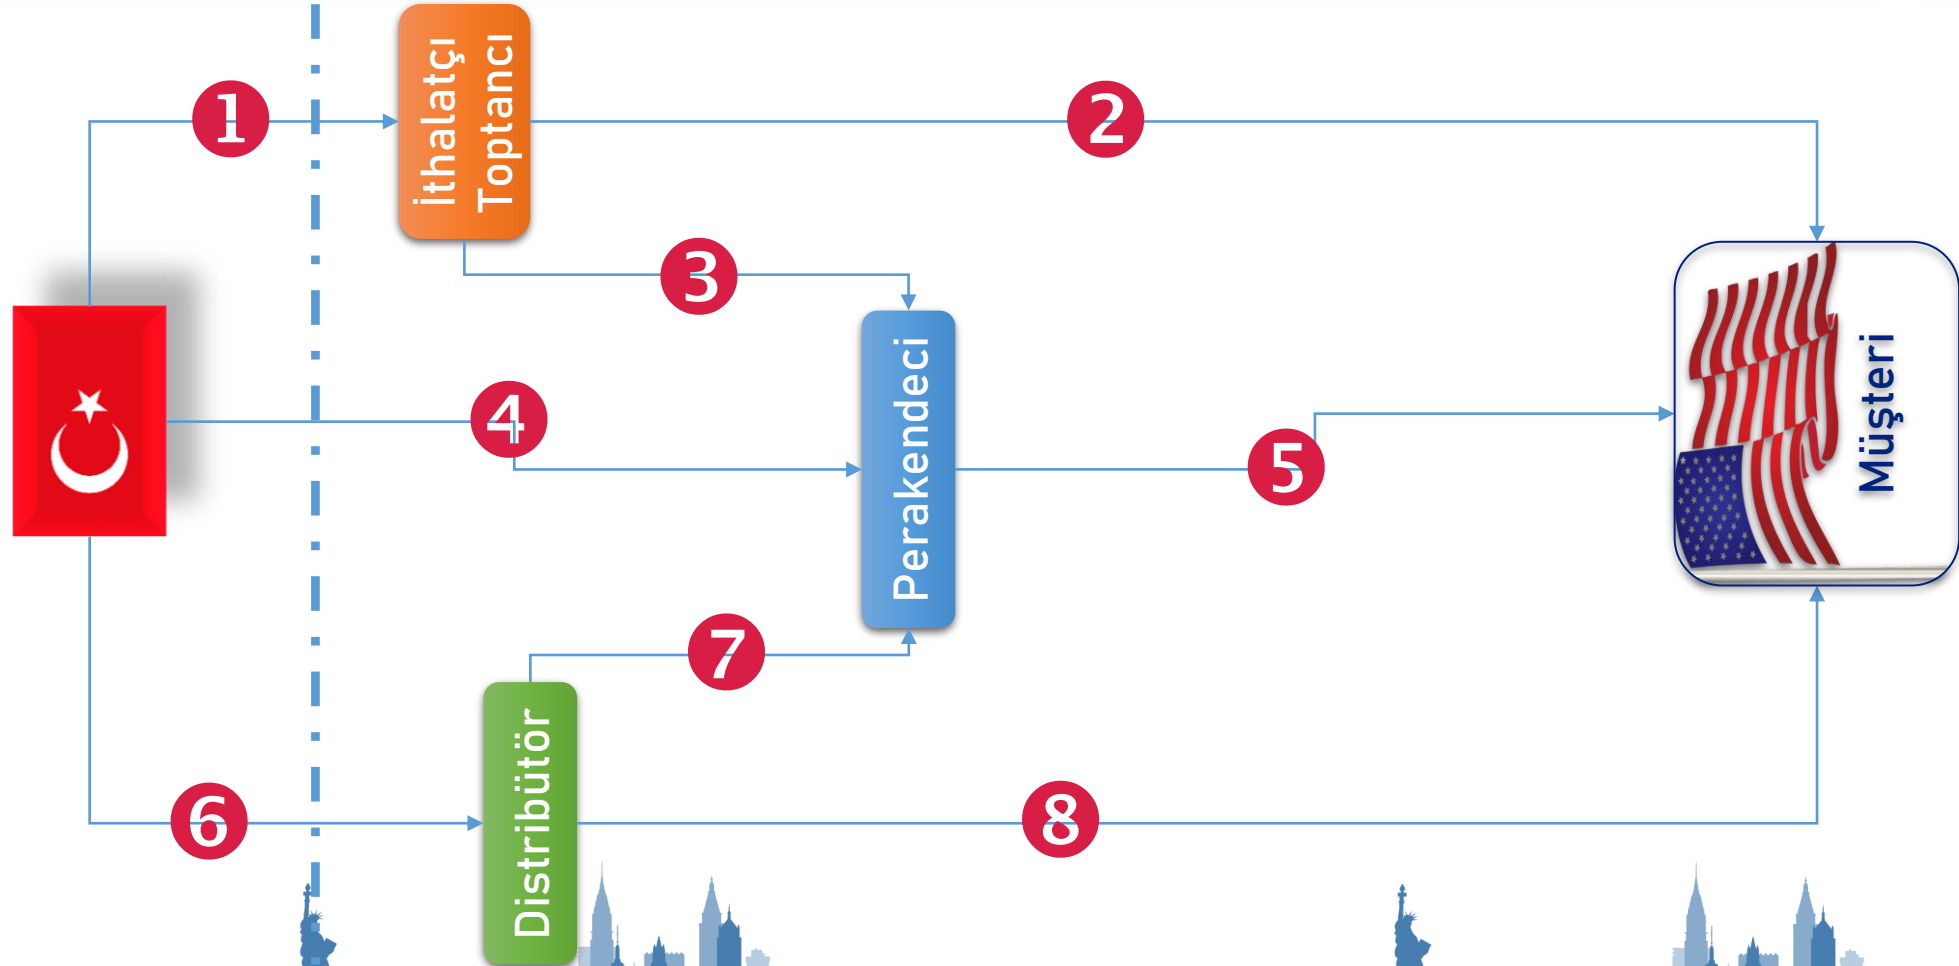 1
İthalatçı
Toptancı
2
3
4
Perakendeci
5
Müşteri
7
6
Distribütör
8